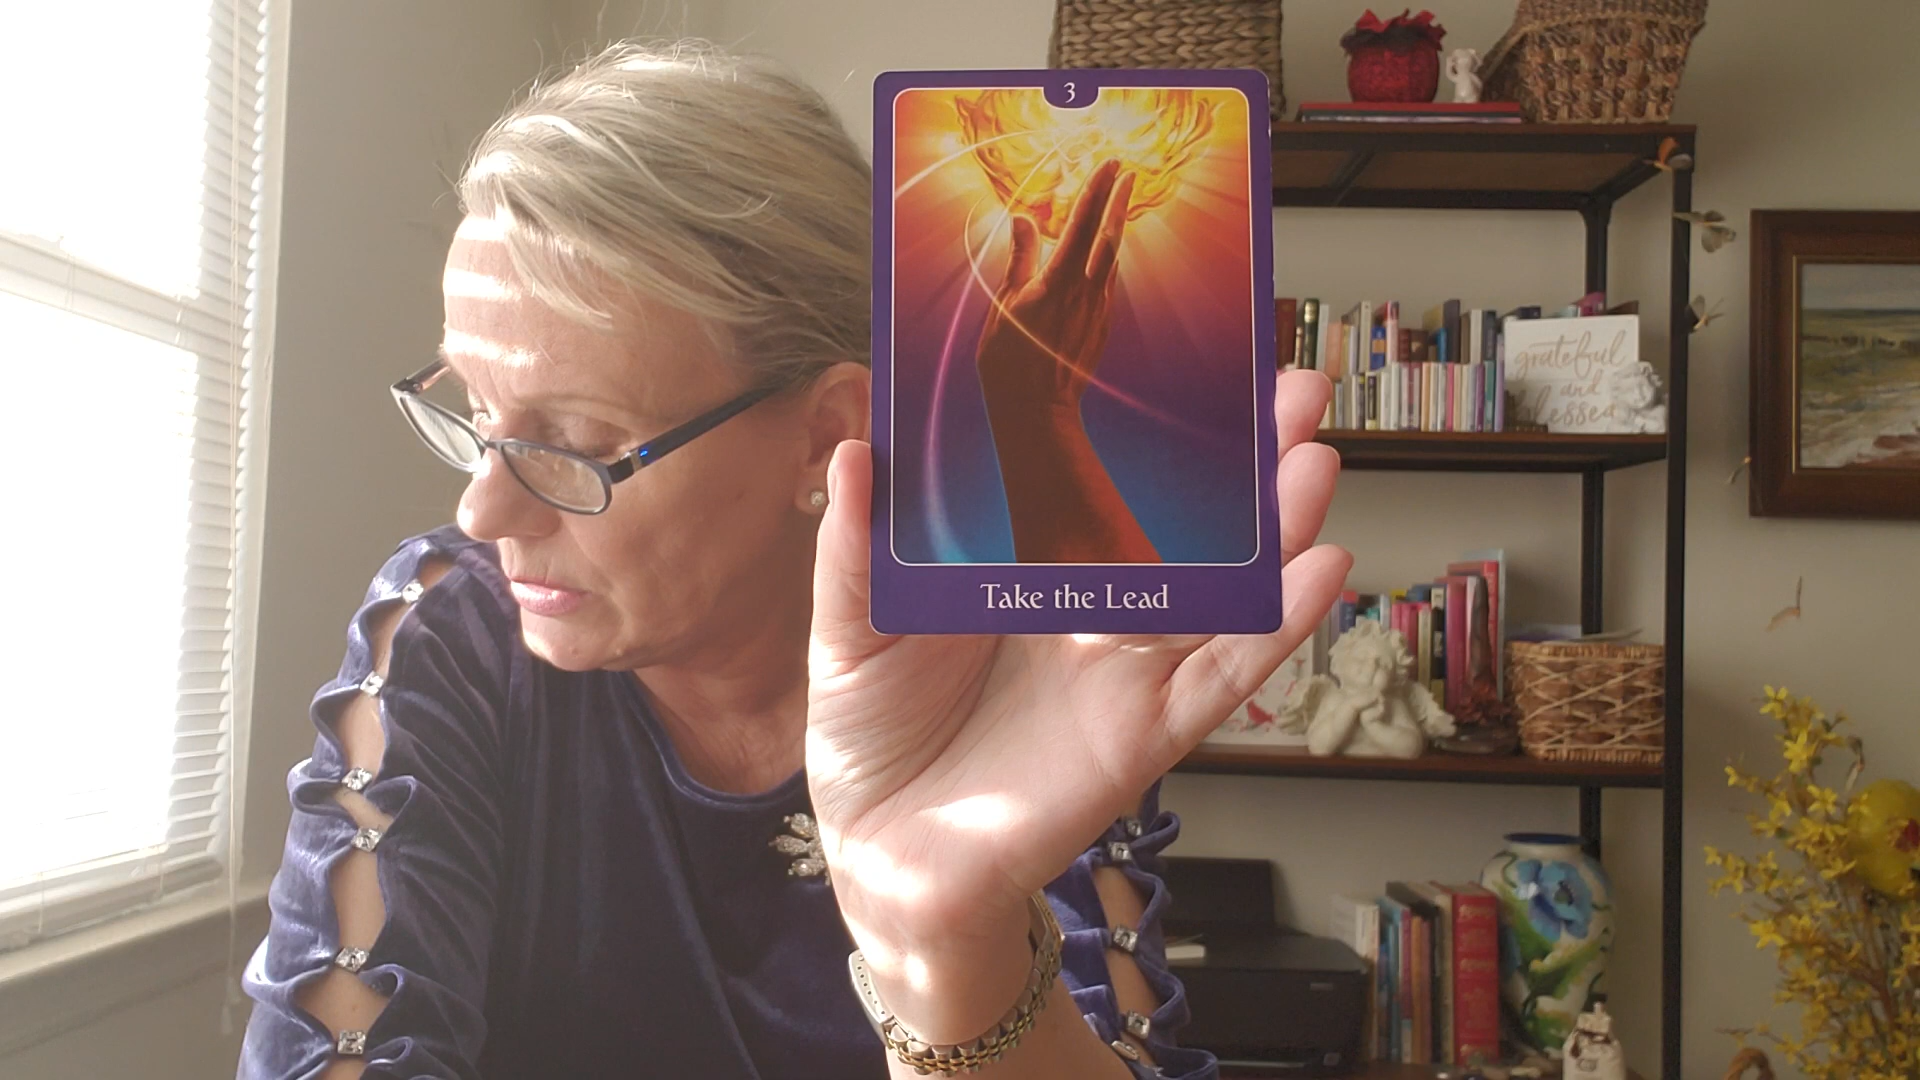 3
Take the Lead
grateful
and
blessed